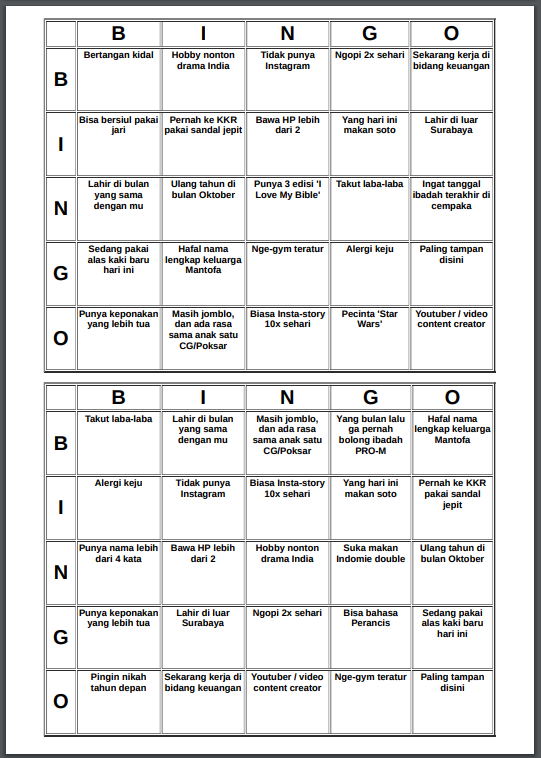 B I N G O
B
Bertangan kidal
Hobby nonton
drama India
Tidak punya
Instagram
Ngopi 2x sehari
Sekarang kerja di
bidang keuangan
I
Bisa bersiul pakai
jari
Pernah ke KKR
pakai sandal jepit
Bawa HP lebih
dari 2
Yang hari ini
makan soto
Lahir di luar
Surabaya
N
Lahir di bulan
yang sama
dengan mu
Ulang tahun di
bulan Oktober
Punya 3 edisi 'I
Love My Bible'
Takut laba-laba
Ingat tanggal
ibadah terakhir di
cempaka
G
Sedang pakai
alas kaki baru
hari ini
Hafal nama
lengkap keluarga
Mantofa
Nge-gym teratur
Alergi keju
Paling tampan
disini
O
Punya keponakan
yang lebih tua
Masih jomblo,
dan ada rasa
sama anak satu
CG/Poksar
Biasa Insta-story
10x sehari
Pecinta 'Star
Wars'
Youtuber / video
content creator
B I N G O
B
Takut laba-laba
Lahir di bulan
yang sama
dengan mu
Masih jomblo,
dan ada rasa
sama anak satu
CG/Poksar
Yang bulan lalu
ga pernah
bolong ibadah
PRO-M
Hafal nama
lengkap keluarga
Mantofa
I
Alergi keju
Tidak punya
Instagram
Biasa Insta-story
10x sehari
Yang hari ini
makan soto
Pernah ke KKR
pakai sandal
jepit
N
Punya nama lebih
dari 4 kata
Bawa HP lebih
dari 2
Hobby nonton
drama India
Suka makan
Indomie double
Ulang tahun di
bulan Oktober
G
Punya keponakan
yang lebih tua
Lahir di luar
Surabaya
Ngopi 2x sehari
Bisa bahasa
Perancis
Sedang pakai
alas kaki baru
hari ini
O
Pingin nikah
tahun depan
Sekarang kerja di
bidang keuangan
Youtuber / video
content creator
Nge-gym teratur
Paling tampan
disini